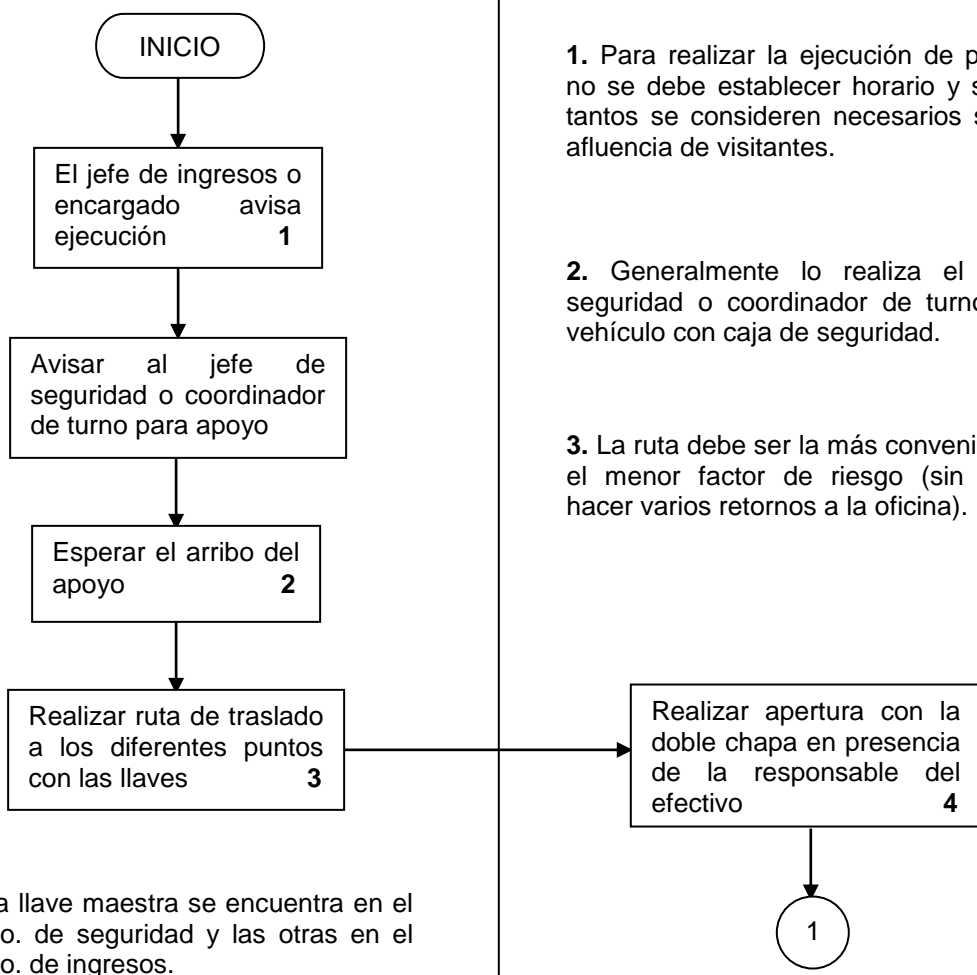 INICIO
El jefe de ingresos o
encargado avisa
ejecución 1
Avisar al jefe de
seguridad o coordinador
de turno para apoyo
Esperar el arribo del
apoyo 2
Realizar ruta de traslado
a los diferentes puntos
con las llaves 3
llave maestra se encuentra en el
de seguridad y las otras en el
de ingresos.
1. Para realizar la ejecución de
no se debe establecer horario y
tantos se consideren necesarios
afluencia de visitantes.
2. Generalmente lo realiza el
seguridad o coordinador de
vehículo con caja de seguridad.
3. La ruta debe ser la más
el menor factor de riesgo (sin
hacer varios retornos a la oficina).
Realizar apertura con la
doble chapa en presencia
de la responsable del
efectivo 4
1